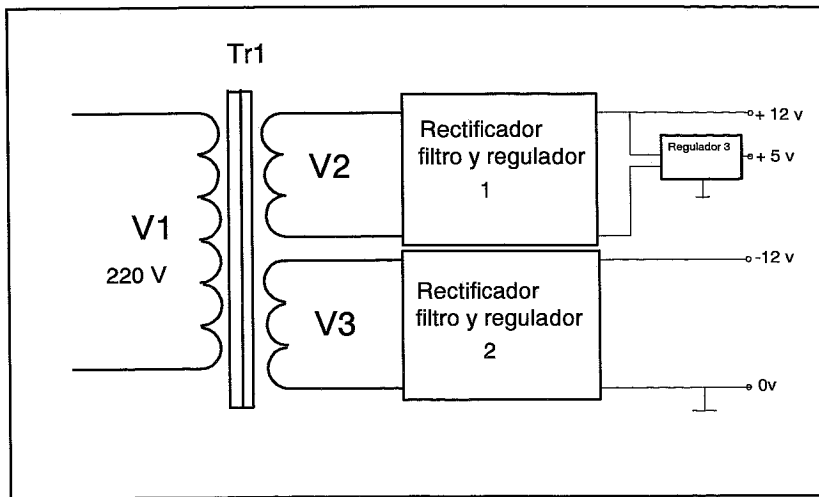 Tr1
V1
220 V
V2
Rectificador
filtro y regulador
1
+ 12 v
Regulador 3
+ 5 v
V3
Rectificador
filtro y regulador
2
-12 v
0v